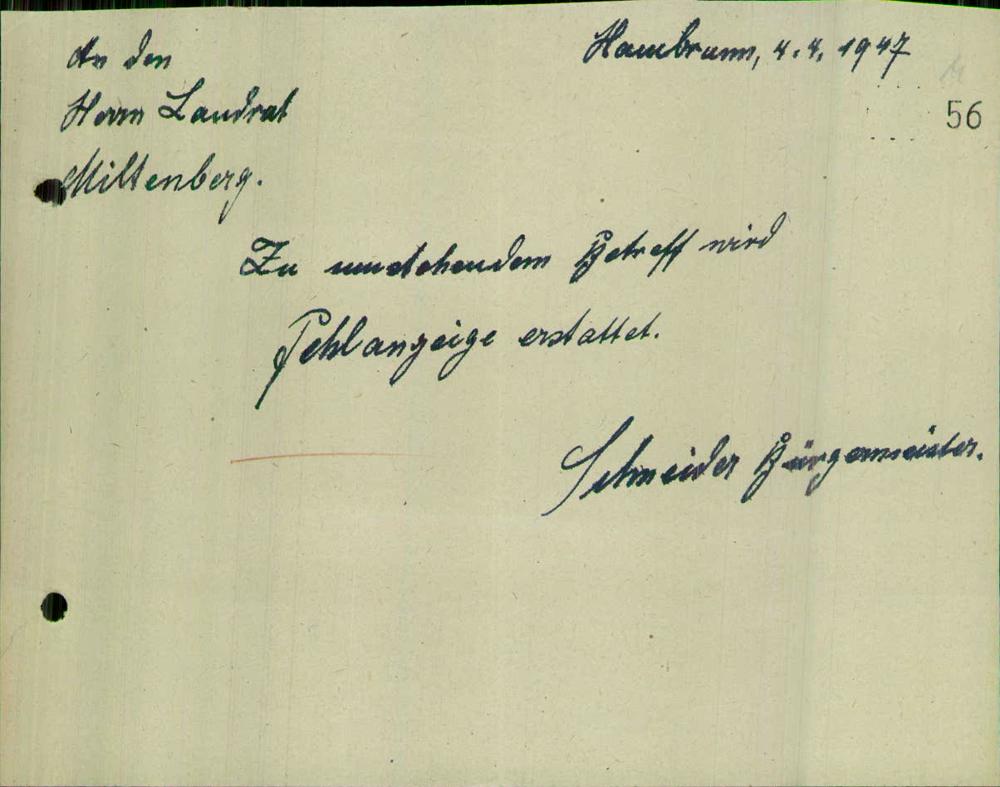 Hambrunn, 4.4.1947
56
An den
Herrn Landrat
Miltenberg.
Zu umstehendem Betreff wird
Fehlanzeige erstattet.
Schneider Bürgermeister.